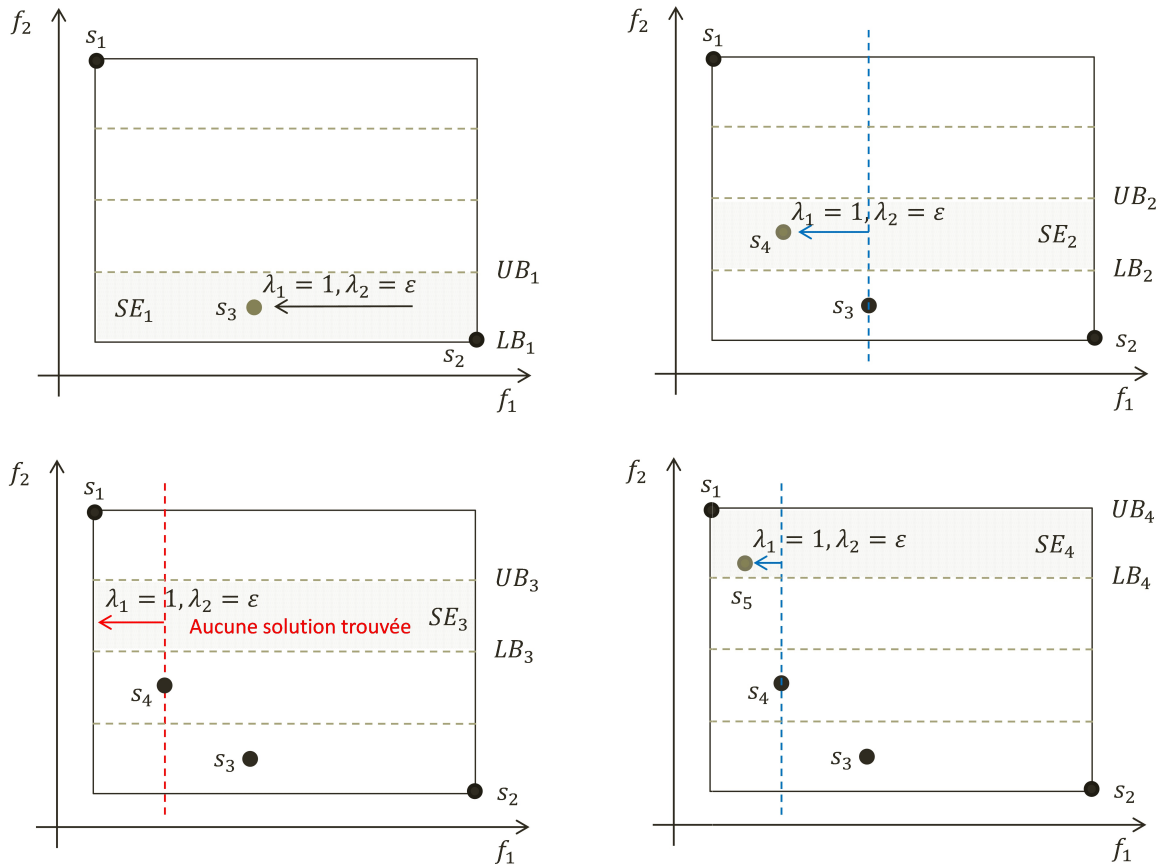 f₂
s₁
UB₁
λ₁ = 1, λ₂ = ε
SE₁
s₃
LB₁
s₂
f₁
f₂
s₁
UB₂
λ₁ = 1, λ₂ = ε
SE₂
s₄
LB₂
s₃
s₂
f₁
f₂
s₁
UB₃
λ₁ = 1, λ₂ = ε
SE₃
Aucune solution trouvée
LB₃
s₄
s₃
s₂
f₁
f₂
s₁
UB₄
λ₁ = 1, λ₂ = ε
SE₄
LB₄
s₅
s₄
s₃
s₂
f₁